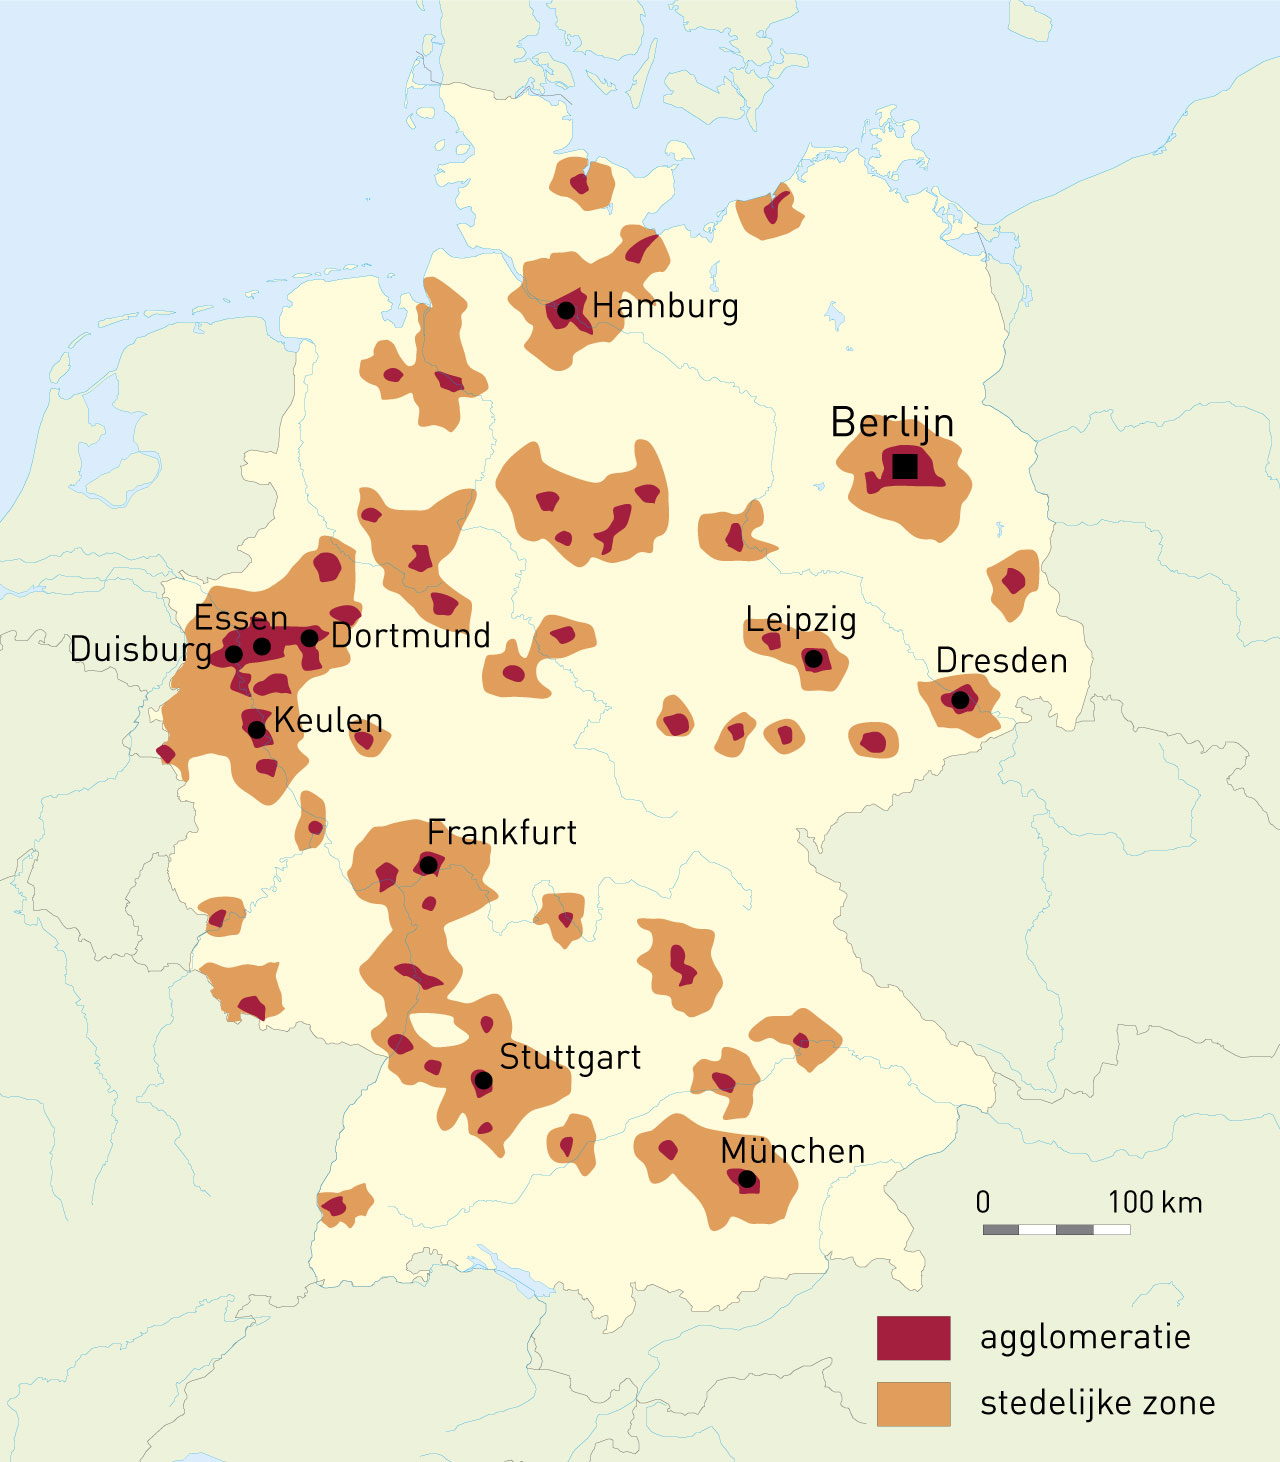 Hamburg
Berlijn
Essen
Duisburg
Dortmund
Leipzig
Dresden
Keulen
Frankfurt
Stuttgart
München
0 100 km
agglomeratie
stedelijke zone